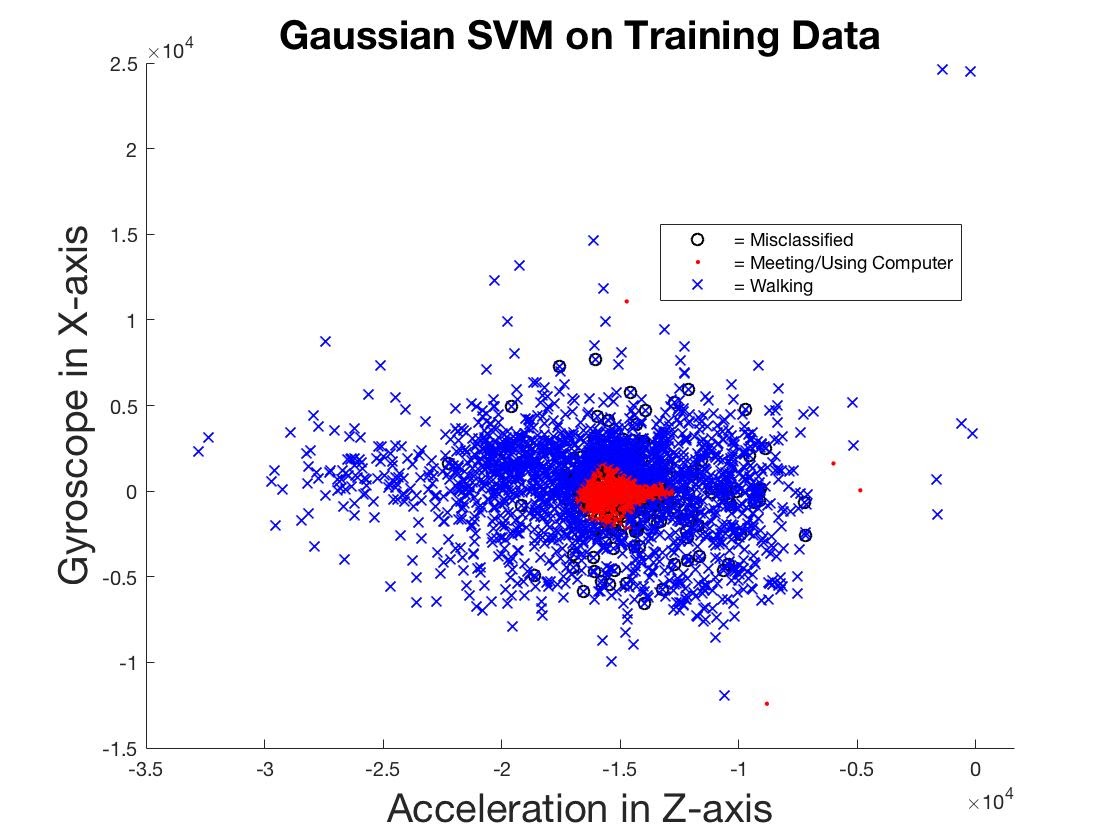 Gaussian SVM on Training Data
×10^4
2.5
2
1.5
1
0.5
0
-0.5
-1
-1.5
Gyroscope in X-axis
= Misclassified
= Meeting/Using Computer
= Walking
-3.5 -3 -2.5 -2 -1.5 -1 -0.5 0
×10^4
Acceleration in Z-axis